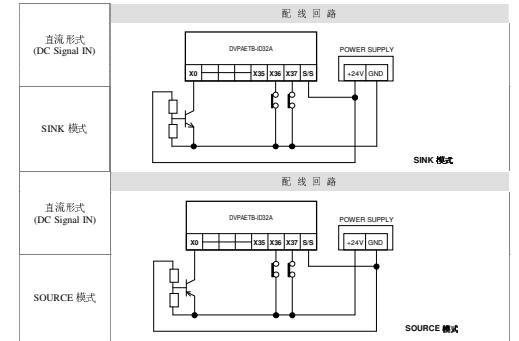 配 线 回 路
直流形式
(DC Signal IN)
SINK 模式
DVPAETB-ID32A
X0 X35 X36 X37 S/S
POWER SUPPLY
+24V GND
SINK 模式
配 线 回 路
直流形式
(DC Signal IN)
SOURCE 模式
DVPAETB-ID32A
X0 X35 X36 X37 S/S
POWER SUPPLY
+24V GND
SOURCE 模式